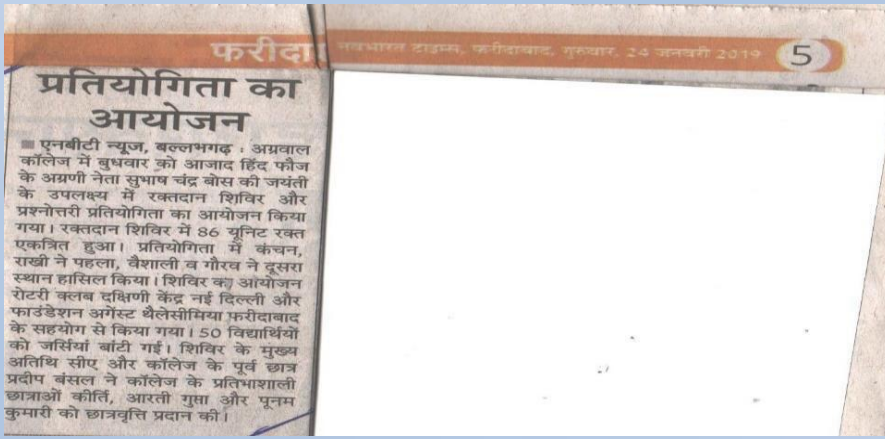 फरीदा
नवभारत टाइम्स, फरीदाबाद, गुरुवार, 24 जनवरी 2019
5
प्रतियोगिता का
आयोजन
■ एनबीटी न्यूज, बल्लभगढ़ : अग्रवाल
कॉलेज में बुधवार को आजाद हिंद फौज
के अग्रणी नेता सुभाष चंद्र बोस की जयंती
के उपलक्ष्य में रक्तदान शिविर और
प्रश्नोत्तरी प्रतियोगिता का आयोजन किया
गया। रक्तदान शिविर में 86 यूनिट रक्त
एकत्रित हुआ। प्रतियोगिता में कंचन,
राखी ने पहला, वैशाली व गौरव ने दूसरा
स्थान हासिल किया। शिविर का आयोजन
रोटरी क्लब दक्षिणी केंद्र नई दिल्ली और
फाउंडेशन अगेंस्ट थैलेसीमिया फरीदाबाद
के सहयोग से किया गया। 50 विद्यार्थियों
को जर्सियां बांटी गई। शिविर के मुख्य
अतिथि सीए और कॉलेज के पूर्व छात्र
प्रदीप बंसल ने कॉलेज के प्रतिभाशाली
छात्राओं कीर्ति, आरती गुप्ता और पूनम
कुमारी को छात्रवृत्ति प्रदान की।